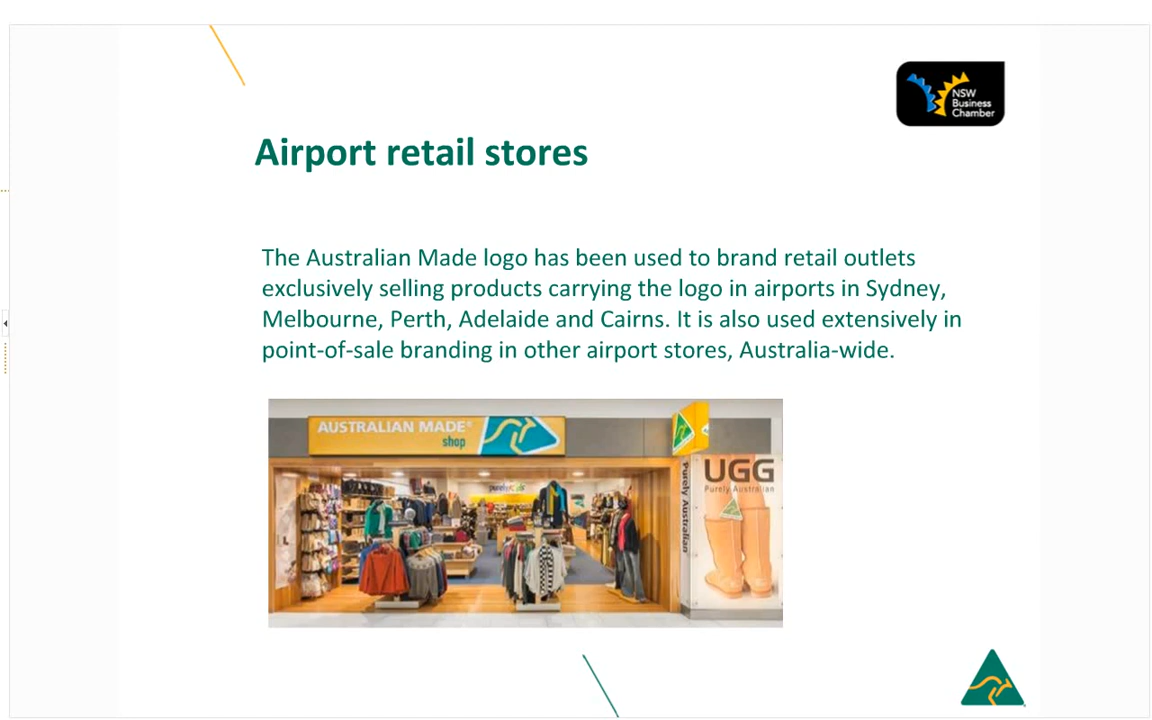 NSW
Business
Chamber
Airport retail stores
The Australian Made logo has been used to brand retail outlets
exclusively selling products carrying the logo in airports in Sydney,
Melbourne, Perth, Adelaide and Cairns. It is also used extensively in
point-of-sale branding in other airport stores, Australia-wide.
AUSTRALIAN MADE®
shop
UGG
Purely Australian
Purely Australian